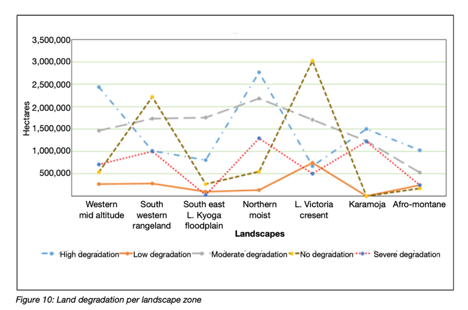 3,500,000
3,000,000
2,500,000
2,000,000
1,500,000
1,000,000
500,000
Hectares
Western mid altitude
South western rangeland
South east L. Kyoga floodplain
Northern moist
L. Victoria cresent
Karamoja
Afro-montane
Landscapes
High degradation
Low degradation
Moderate degradation
No degradation
Severe degradation
Figure 10: Land degradation per landscape zone